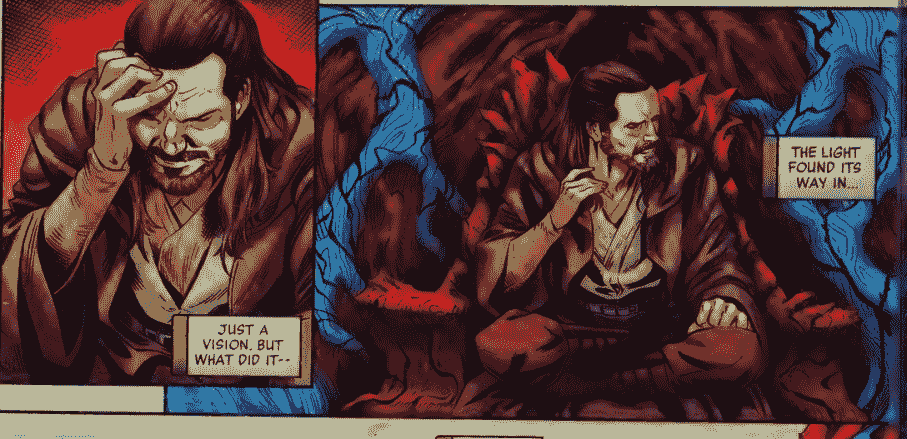 JUST A
VISION. BUT
WHAT DID IT--
THE LIGHT
FOUND ITS
WAY IN...